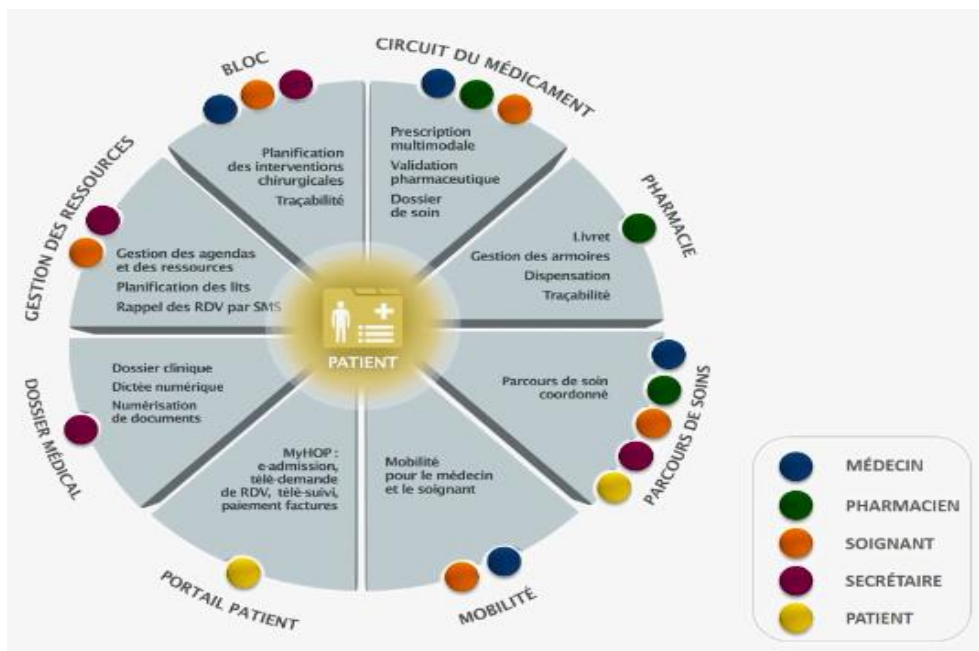 BLOC
Planification
des interventions
chirurgicales
Traçabilité
CIRCUIT DU MÉDICAMENT
Prescription
multimodale
Validation
pharmaceutique
Dossier
de soin
PHARMACIE
Livret
Gestion des armoires
Dispensation
Traçabilité
PARCOURS DE SOINS
Parcours de soin
coordonné
MOBILITÉ
Mobilité
pour le médecin
et le soignant
PORTAIL PATIENT
MyHOP :
e-admission,
télé-demande
de RDV, télé-suivi,
paiement factures
DOSSIER MÉDICAL
Dossier clinique
Dictée numérique
Numérisation
de documents
GESTION DES RESSOURCES
Gestion des agendas
et des ressources
Planification des lits
Rappel des RDV par SMS
PATIENT
MÉDECIN
PHARMACIEN
SOIGNANT
SECRÉTAIRE
PATIENT